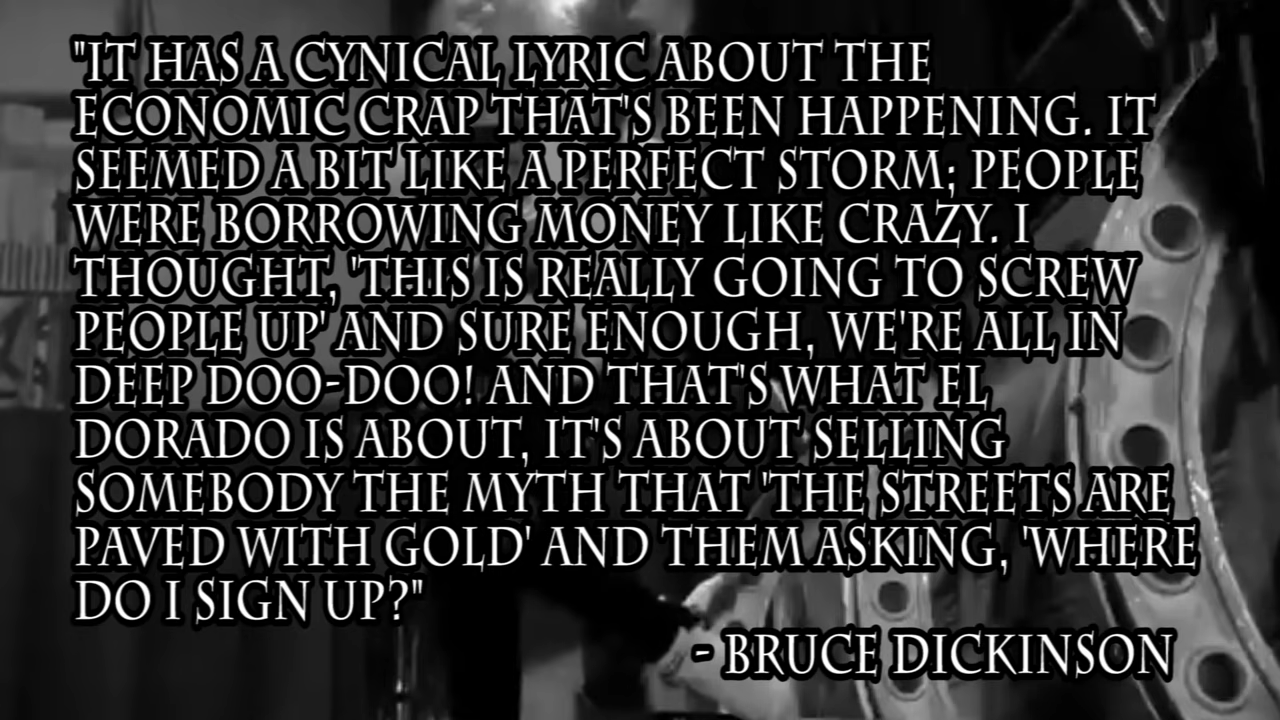 "IT HAS A CYNICAL LYRIC ABOUT THE
ECONOMIC CRAP THAT'S BEEN HAPPENING. IT
SEEMED A BIT LIKE A PERFECT STORM; PEOPLE
WERE BORROWING MONEY LIKE CRAZY. I
THOUGHT, 'THIS IS REALLY GOING TO SCREW
PEOPLE UP' AND SURE ENOUGH, WE'RE ALL IN
DEEP DOO-DOO! AND THAT'S WHAT EL
DORADO IS ABOUT, IT'S ABOUT SELLING
SOMEBODY THE MYTH THAT 'THE STREETS ARE
PAVED WITH GOLD' AND THEM ASKING, 'WHERE
DO I SIGN UP?"
- BRUCE DICKINSON